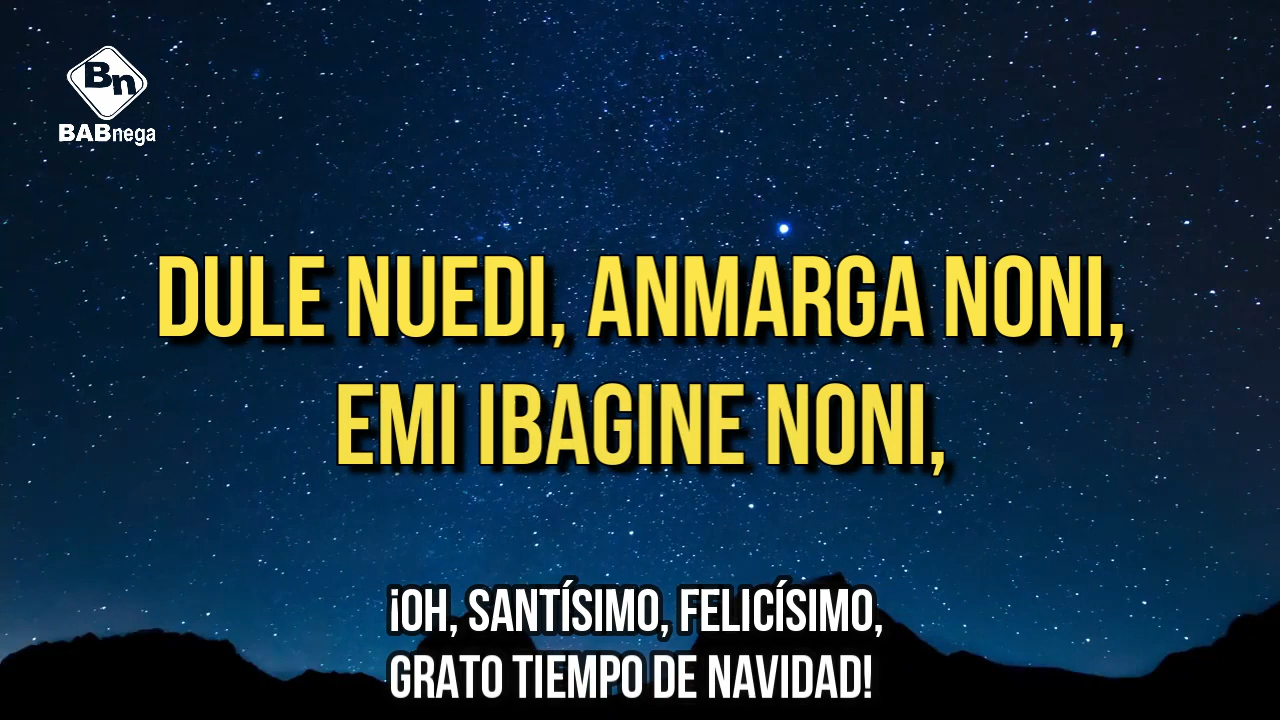 Bn
BABnega
DULE NUEDI, ANMARGA NONI,
EMI IBAGINE NONI,
¡OH, SANTÍSIMO, FELICÍSIMO,
GRATO TIEMPO DE NAVIDAD!